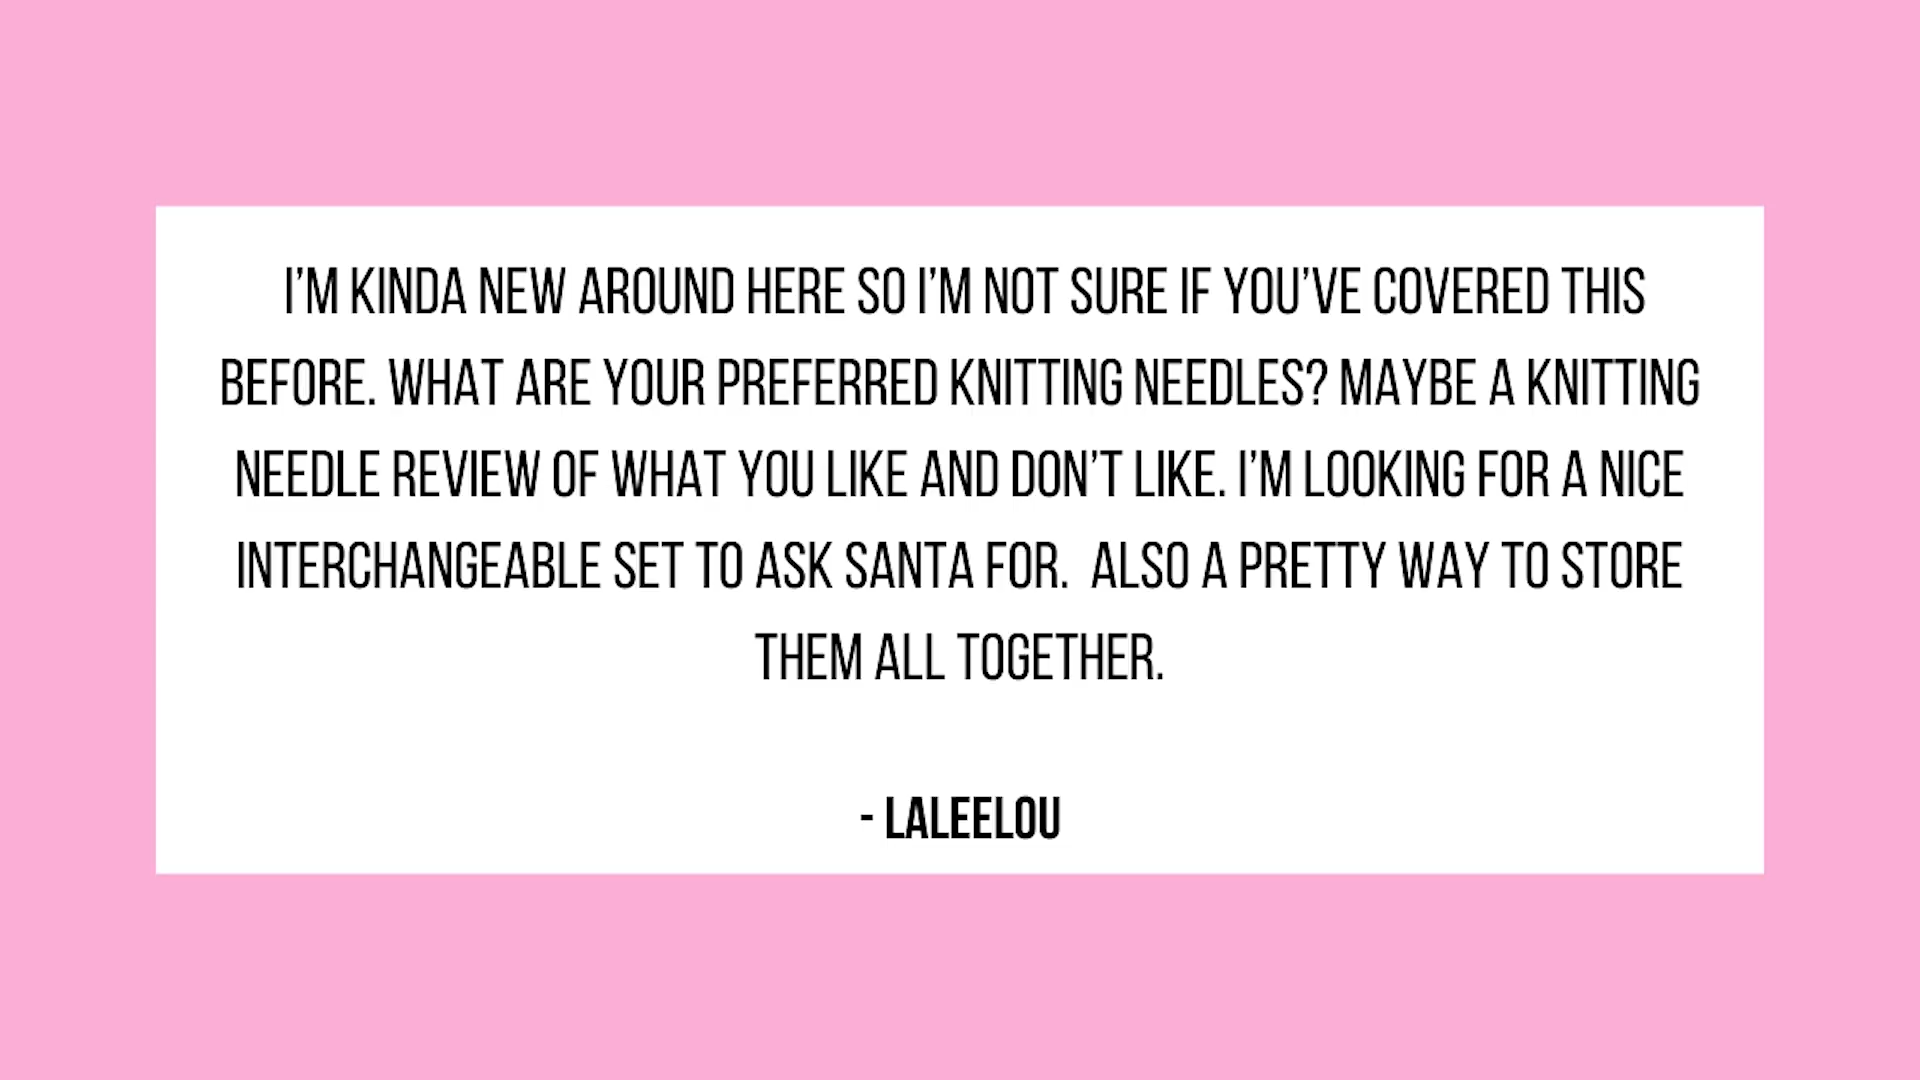 I'M KINDA NEW AROUND HERE SO I'M NOT SURE IF YOU'VE COVERED THIS
BEFORE. WHAT ARE YOUR PREFERRED KNITTING NEEDLES? MAYBE A KNITTING
NEEDLE REVIEW OF WHAT YOU LIKE AND DON'T LIKE. I'M LOOKING FOR A NICE
INTERCHANGEABLE SET TO ASK SANTA FOR.  ALSO A PRETTY WAY TO STORE
THEM ALL TOGETHER.
- LALEELOU